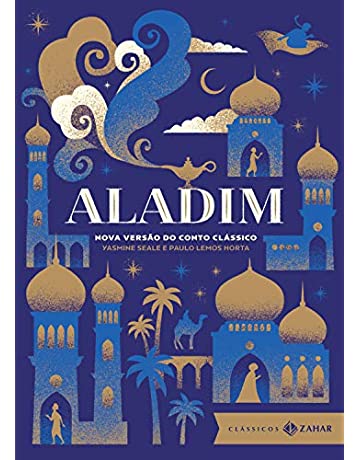 ALADIM
NOVA VERSÃO DO CONTO CLÁSSICO
YASMINE SEALE E PAULO LEMOS HORTA
CLÁSSICOS ZAHAR